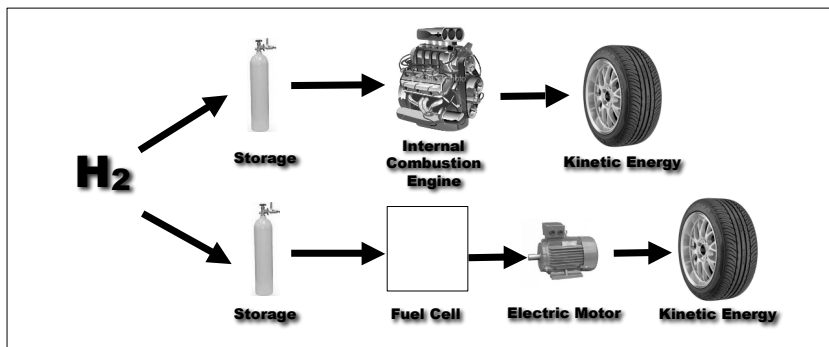 H2
Storage
Internal
Combustion
Engine
Kinetic Energy
Storage
Fuel Cell
Electric Motor
Kinetic Energy